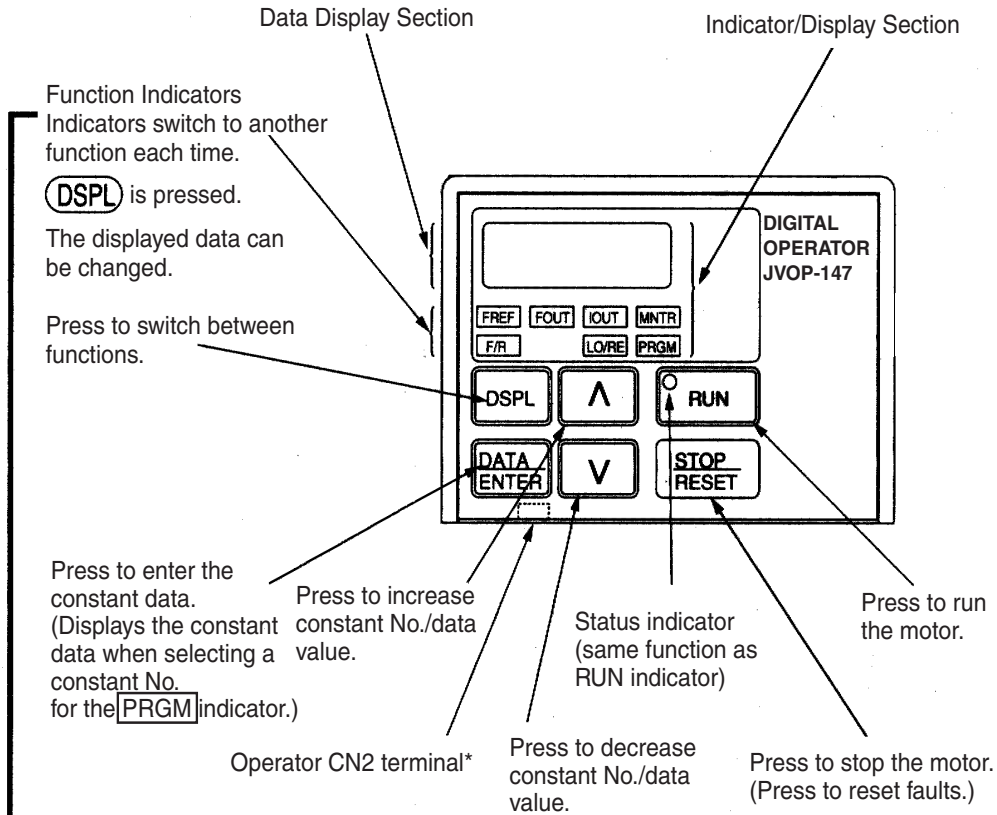 Data Display Section
Indicator/Display Section
Function Indicators
Indicators switch to another
function each time.
DSPL is pressed.
The displayed data can
be changed.
Press to switch between
functions.
DIGITAL
OPERATOR
JVOP-147
FREF FOUT IOUT MNTR
F/R LO/RE PRGM
DSPL Λ RUN
DATA
ENTER
V
STOP
RESET
Press to enter the
constant data.
(Displays the constant
data when selecting a
constant No.
for the PRGM indicator.)
Press to increase
constant No./data
value.
Status indicator
(same function as
RUN indicator)
Press to run
the motor.
Operator CN2 terminal*
Press to decrease
constant No./data
value.
Press to stop the motor.
(Press to reset faults.)